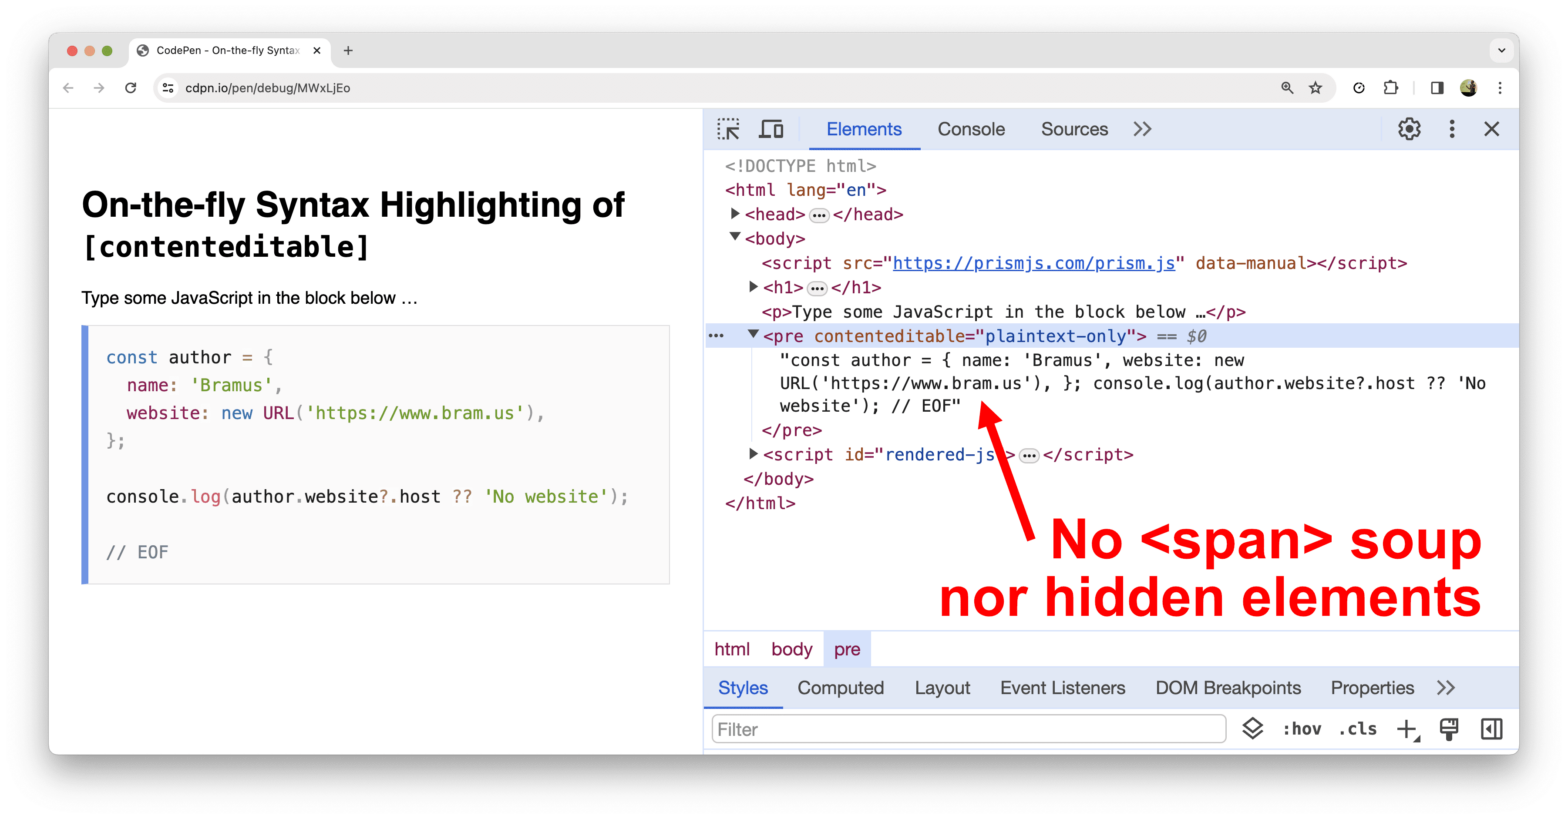 CodePen - On-the-fly Syntax
cdpn.io/pen/debug/MWxLjEo
On-the-fly Syntax Highlighting of
[contenteditable]
Type some JavaScript in the block below …
const author = {
name: 'Bramus',
website: new URL('https://www.bram.us'),
};
console.log(author.website?.host ?? 'No website');
// EOF
Elements Console Sources
<!DOCTYPE html>
<html lang="en">
<head> ••• </head>
<body>
<script src="https://prismjs.com/prism.js" data-manual></script>
<h1> ••• </h1>
<p>Type some JavaScript in the block below …</p>
••• <pre contenteditable="plaintext-only"> == $0
"const author = { name: 'Bramus', website: new
URL('https://www.bram.us'), }; console.log(author.website?.host ?? 'No
website'); // EOF"
</pre>
<script id="rendered-js"> ••• </script>
</body>
</html>
No <span> soup
nor hidden elements
html body pre
Styles Computed Layout Event Listeners DOM Breakpoints Properties
Filter :hov .cls